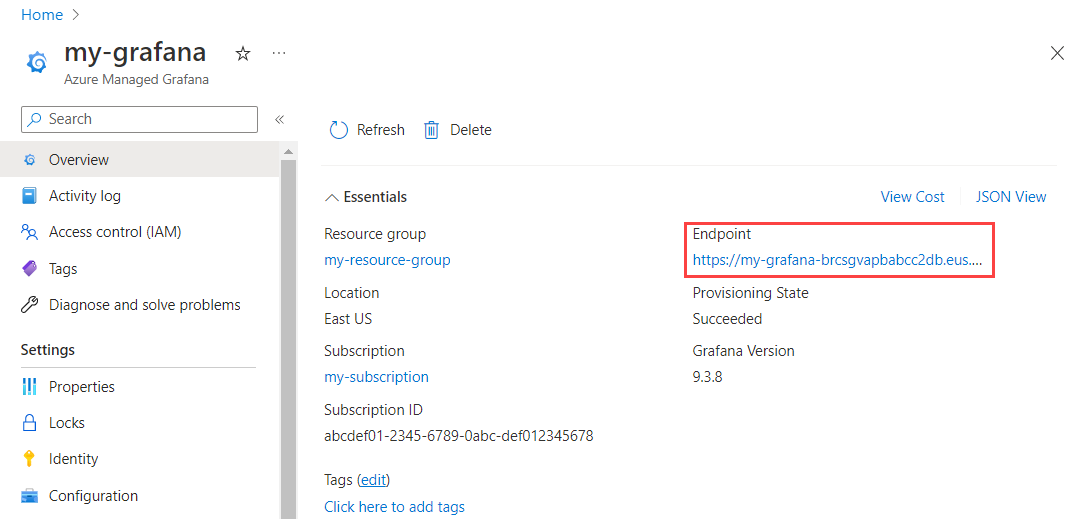 Home
my-grafana
Azure Managed Grafana
Search
Overview
Activity log
Access control (IAM)
Tags
Diagnose and solve problems
Settings
Properties
Locks
Identity
Configuration
Refresh Delete
Essentials
View Cost JSON View
Resource group
my-resource-group
Location
East US
Subscription
my-subscription
Subscription ID
abcdef01-2345-6789-0abc-def012345678
Tags (edit)
Click here to add tags
Endpoint
https://my-grafana-brcsgvapbabcc2db.eus....
Provisioning State
Succeeded
Grafana Version
9.3.8